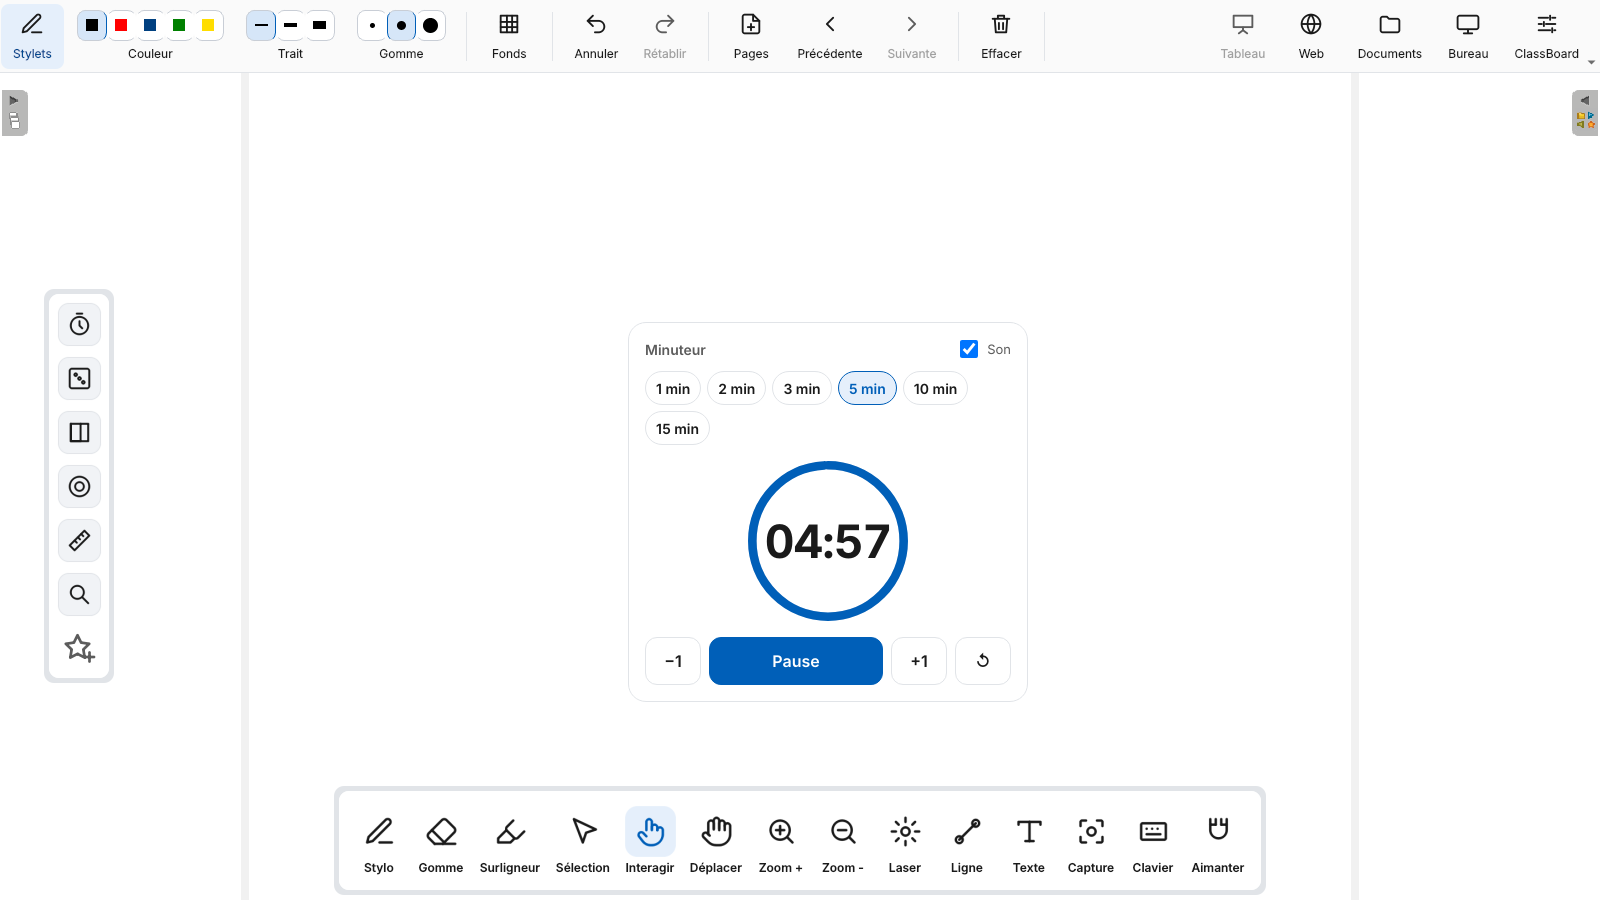 Stylets
Couleur
Trait
Gomme
Fonds
Annuler
Rétablir
Pages
Précédente
Suivante
Effacer
Tableau
Web
Documents
Bureau
ClassBoard
Minuteur
Son
1 min
2 min
3 min
5 min
10 min
15 min
04:57
−1
Pause
+1
Stylo
Gomme
Surligneur
Sélection
Interagir
Déplacer
Zoom +
Zoom -
Laser
Ligne
Texte
Capture
Clavier
Aimanter